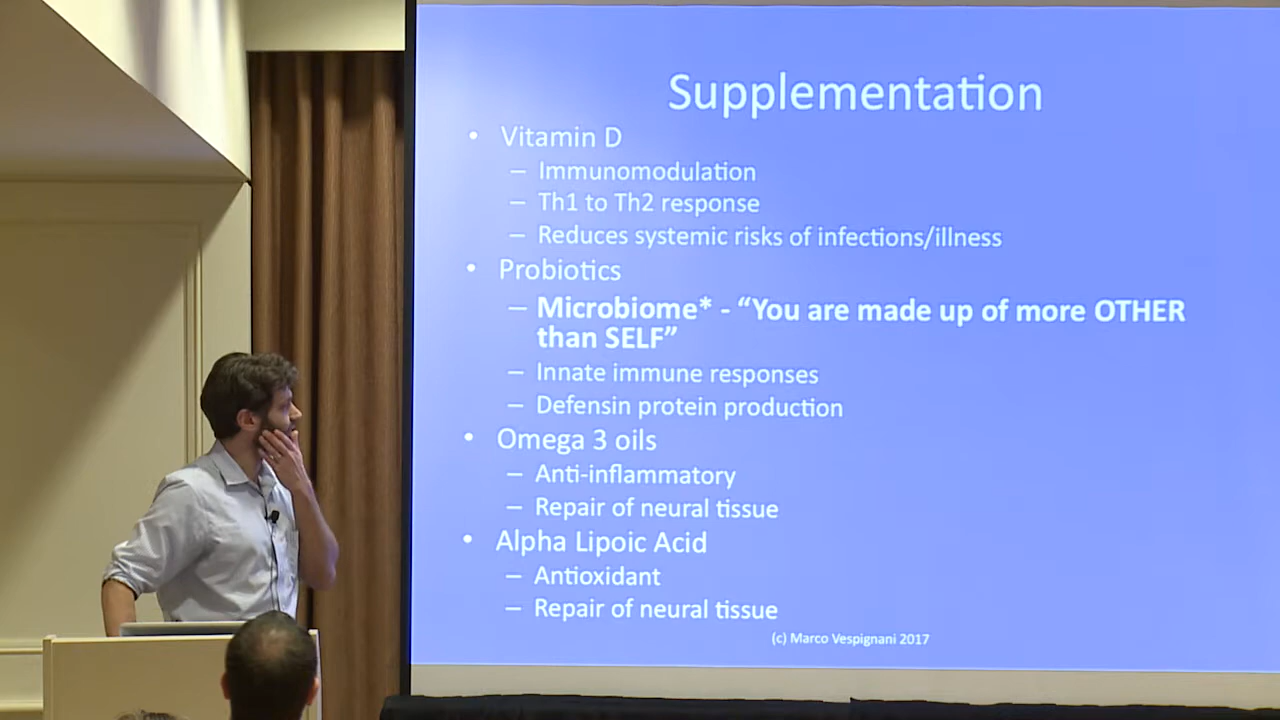 Supplementation
• Vitamin D
– Immunomodulation
– Th1 to Th2 response
– Reduces systemic risks of infections/illness
• Probiotics
– Microbiome* - “You are made up of more OTHER
than SELF”
– Innate immune responses
– Defensin protein production
• Omega 3 oils
– Anti-inflammatory
– Repair of neural tissue
• Alpha Lipoic Acid
– Antioxidant
– Repair of neural tissue
(c) Marco Vespignani 2017